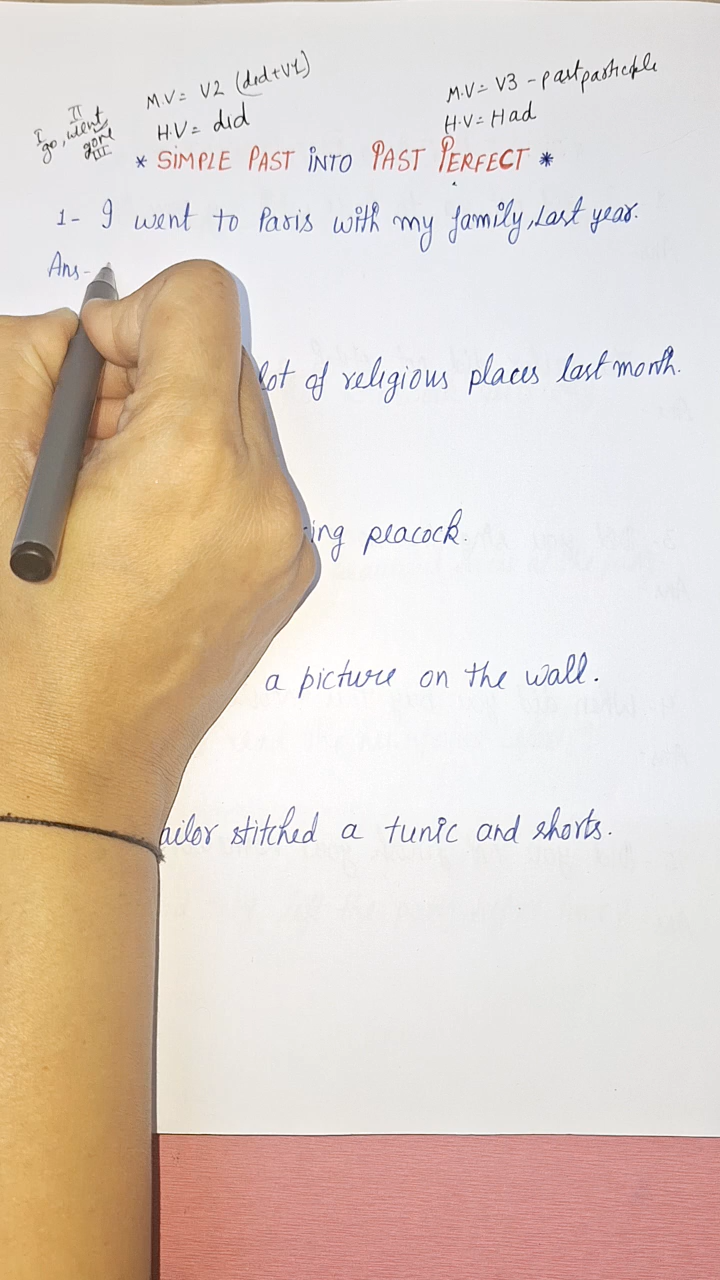 M.V = V2 (did+V1)
H.V = did
M.V = V3 - past participle
H.V = Had
I II
go, went
gone
III
* SIMPLE PAST INTO PAST PERFECT *
1- I went to Paris with my family, Last year.
Ans-
lot of religious places last month.
ing peacock.
a picture on the wall.
ailor stitched a tunic and shorts.